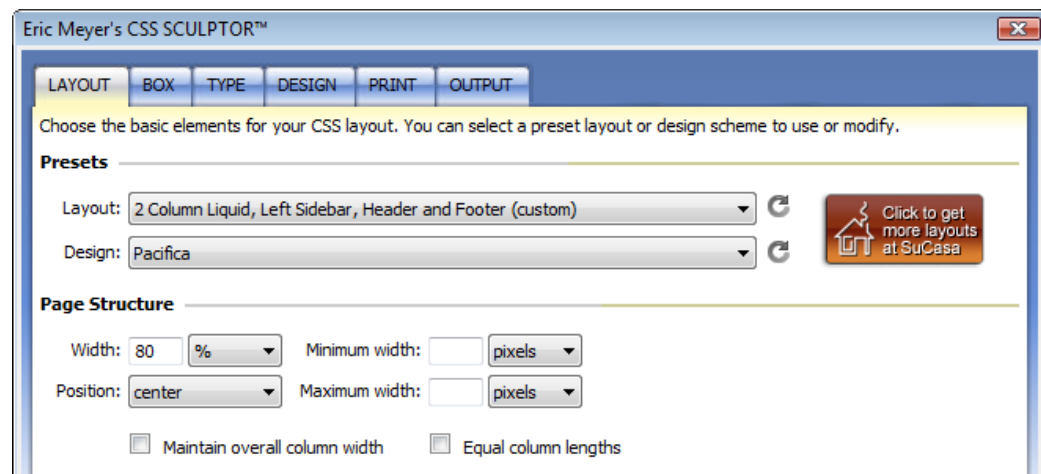 Eric Meyer's CSS SCULPTOR™
LAYOUT BOX TYPE DESIGN PRINT OUTPUT
Choose the basic elements for your CSS layout. You can select a preset layout or design scheme to use or modify.
Presets
Layout: 2 Column Liquid, Left Sidebar, Header and Footer (custom)
Click to get
more layouts
at SuCasa
Design: Pacifica
Page Structure
Width: 80 % Minimum width: pixels
Position: center Maximum width: pixels
Maintain overall column width Equal column lengths